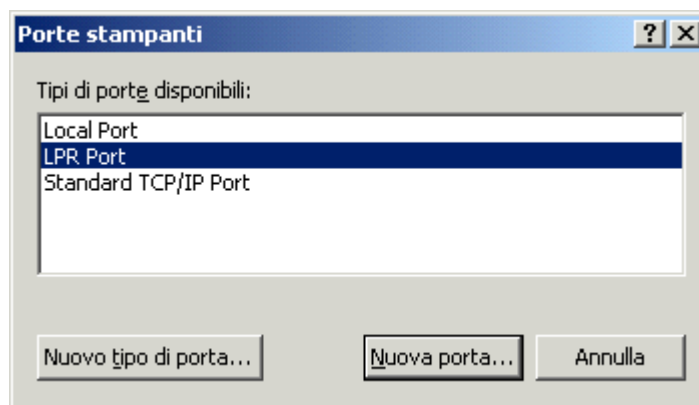 Porte stampanti
Tipi di porte disponibili:
Local Port
LPR Port
Standard TCP/IP Port
Nuovo tipo di porta... Nuova porta... Annulla